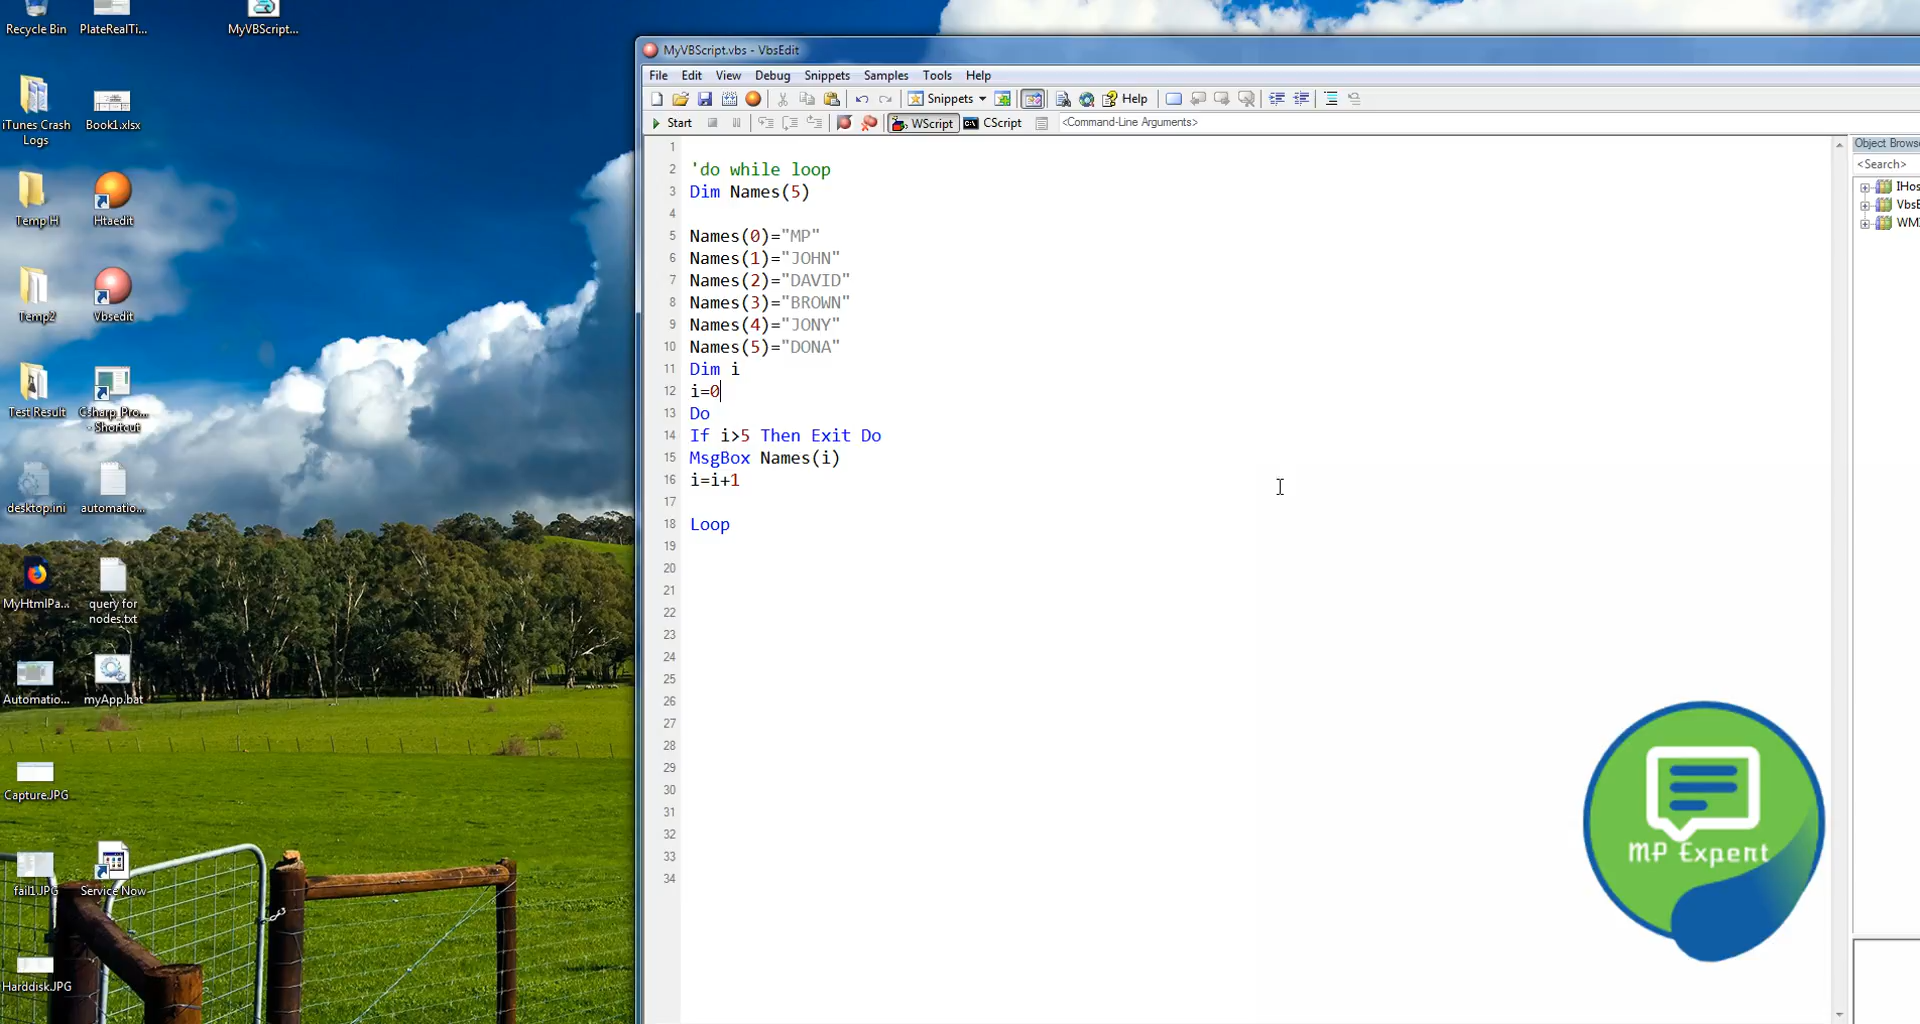 Recycle Bin
PlateRealTi...
MyVBScript...
iTunes Crash
Logs
Book1.xlsx
Temp H
Htaedit
Temp2
Vbsedit
Test Result
Csharp_Pro...
- Shortcut
desktop.ini
automatio...
MyHtmlPa...
query for
nodes.txt
Automatio...
myApp.bat
Capture.JPG
fail1.JPG
Service Now
Harddisk.JPG
MyVBScript.vbs - VbsEdit
File Edit View Debug Snippets Samples Tools Help
Snippets Help
Start WScript CScript <Command-Line Arguments>
1
2 'do while loop
3 Dim Names(5)
4
5 Names(0)="MP"
6 Names(1)="JOHN"
7 Names(2)="DAVID"
8 Names(3)="BROWN"
9 Names(4)="JONY"
10 Names(5)="DONA"
11 Dim i
12 i=0
13 Do
14 If i>5 Then Exit Do
15 MsgBox Names(i)
16 i=i+1
17
18 Loop
19
20
21
22
23
24
25
26
27
28
29
30
31
32
33
34
Object Brows
<Search>
IHos
VbsE
WM
MP Expert